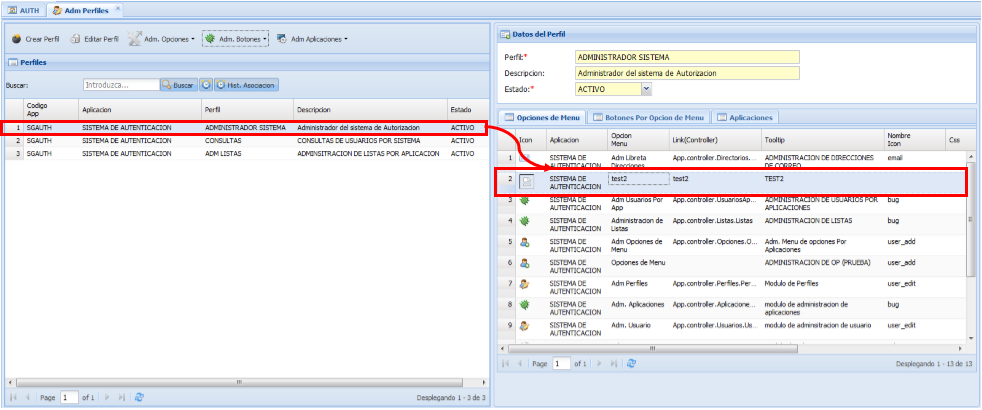 AUTH
Adm Perfiles
Crear Perfil
Editar Perfil
Adm. Opciones
Adm. Botones
Adm Aplicaciones
Perfiles
Buscar:
Introduzca...
Buscar
Hist. Asociacion
Codigo App
Aplicacion
Perfil
Descripcion
Estado
1 SGAUTH SISTEMA DE AUTENTICACION ADMINISTRADOR SISTEMA Administrador del sistema de Autorizacion ACTIVO
2 SGAUTH SISTEMA DE AUTENTICACION CONSULTAS CONSULTAS DE USUARIOS POR SISTEMA ACTIVO
3 SGAUTH SISTEMA DE AUTENTICACION ADM LISTAS ADMINISTRACION DE LISTAS POR APLICACION ACTIVO
Page 1 of 1
Desplegando 1 - 3 de 3
Datos del Perfil
Perfil:* ADMINISTRADOR SISTEMA
Descripcion: Administrador del sistema de Autorizacion
Estado:* ACTIVO
Opciones de Menu
Botones Por Opcion de Menu
Aplicaciones
Icon
Aplicacion
Opcion Menu
Link(Controller)
Tooltip
Nombre Icon
Css
1 SISTEMA DE AUTENTICACION Adm Libreta Direcciones App.controller.Directorios.... ADMINISTRACION DE DIRECCIONES DE CORREO email
2 SISTEMA DE AUTENTICACION test2 test2 TEST2
3 SISTEMA DE AUTENTICACION Adm Usuarios Por App App.controller.UsuariosAp... ADMINISTRACION DE USUARIOS POR APLICACIONES bug
4 SISTEMA DE AUTENTICACION Administracion de Listas App.controller.Listas.Listas ADMINISTRACION DE LISTAS bug
5 SISTEMA DE AUTENTICACION Adm Opciones de Menu App.controller.Opciones.O... Adm. Menu de opciones Por Aplicaciones user_add
6 SISTEMA DE AUTENTICACION Opciones de Menu ADMINISTRACION DE OP (PRUEBA) user_add
7 SISTEMA DE AUTENTICACION Adm Perfiles App.controller.Perfiles.Per... Modulo de Perfiles user_edit
8 SISTEMA DE AUTENTICACION Adm. Aplicaciones App.controller.Aplicacione... modulo de administracion de aplicaciones bug
9 SISTEMA DE AUTENTICACION Adm. Usuario App.controller.Usuarios.Us... modulo de adminsitracion de usuario user_edit
Page 1 of 1
Desplegando 1 - 13 de 13